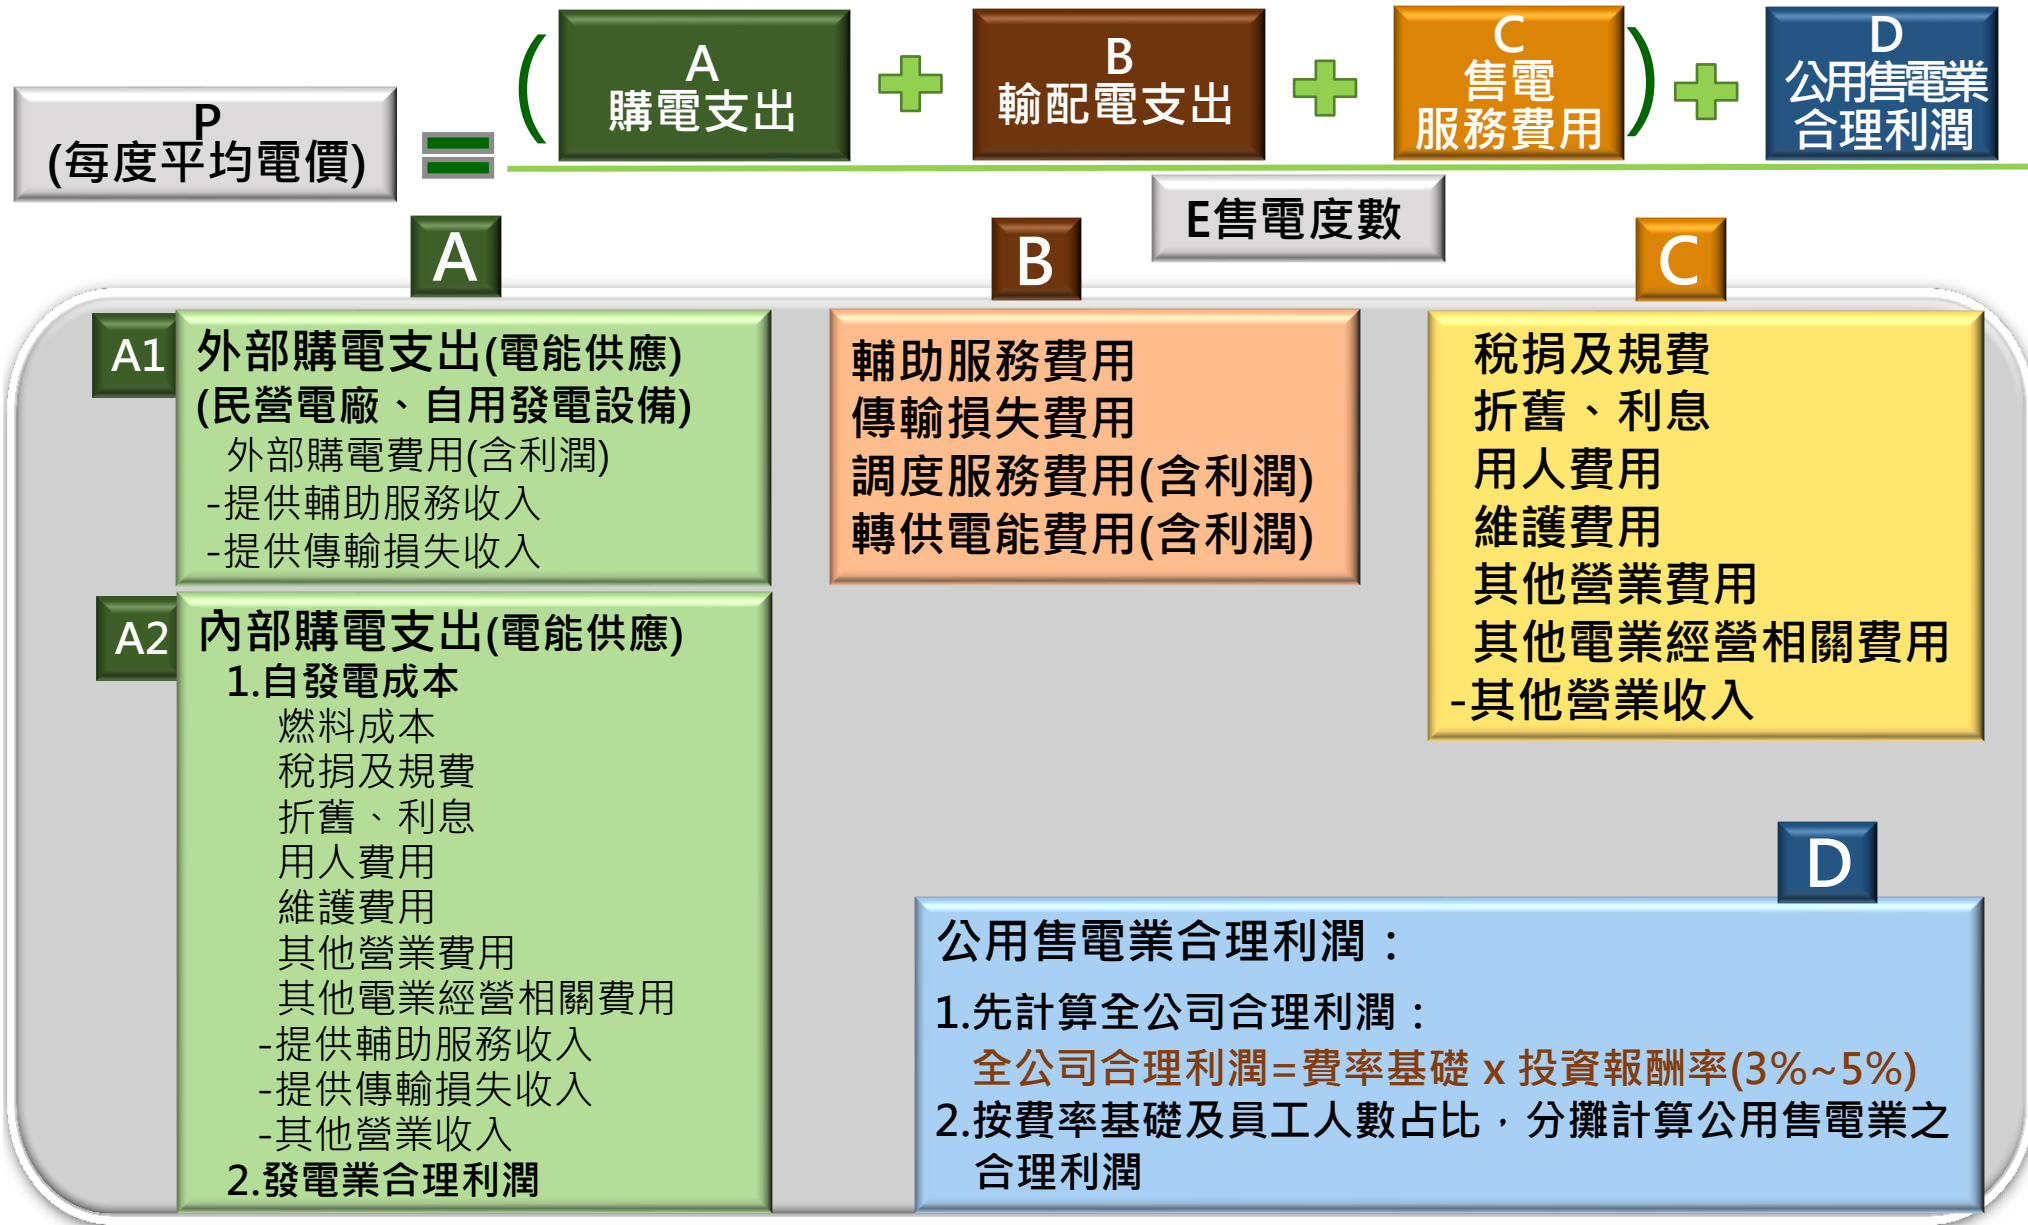 P
(每度平均電價)
=
(
A
購電支出
+
B
輸配電支出
+
C
售電
服務費用
)
+
D
公用售電業
合理利潤
E售電度數
A
A1
外部購電支出(電能供應)
(民營電廠、自用發電設備)
外部購電費用(含利潤)
-提供輔助服務收入
-提供傳輸損失收入
A2
內部購電支出(電能供應)
1.自發電成本
燃料成本
稅捐及規費
折舊、利息
用人費用
維護費用
其他營業費用
其他電業經營相關費用
-提供輔助服務收入
-提供傳輸損失收入
-其他營業收入
2.發電業合理利潤
B
輔助服務費用
傳輸損失費用
調度服務費用(含利潤)
轉供電能費用(含利潤)
C
稅捐及規費
折舊、利息
用人費用
維護費用
其他營業費用
其他電業經營相關費用
-其他營業收入
D
公用售電業合理利潤：
1.先計算全公司合理利潤：
全公司合理利潤=費率基礎 x 投資報酬率(3%~5%)
2.按費率基礎及員工人數占比，分攤計算公用售電業之
合理利潤